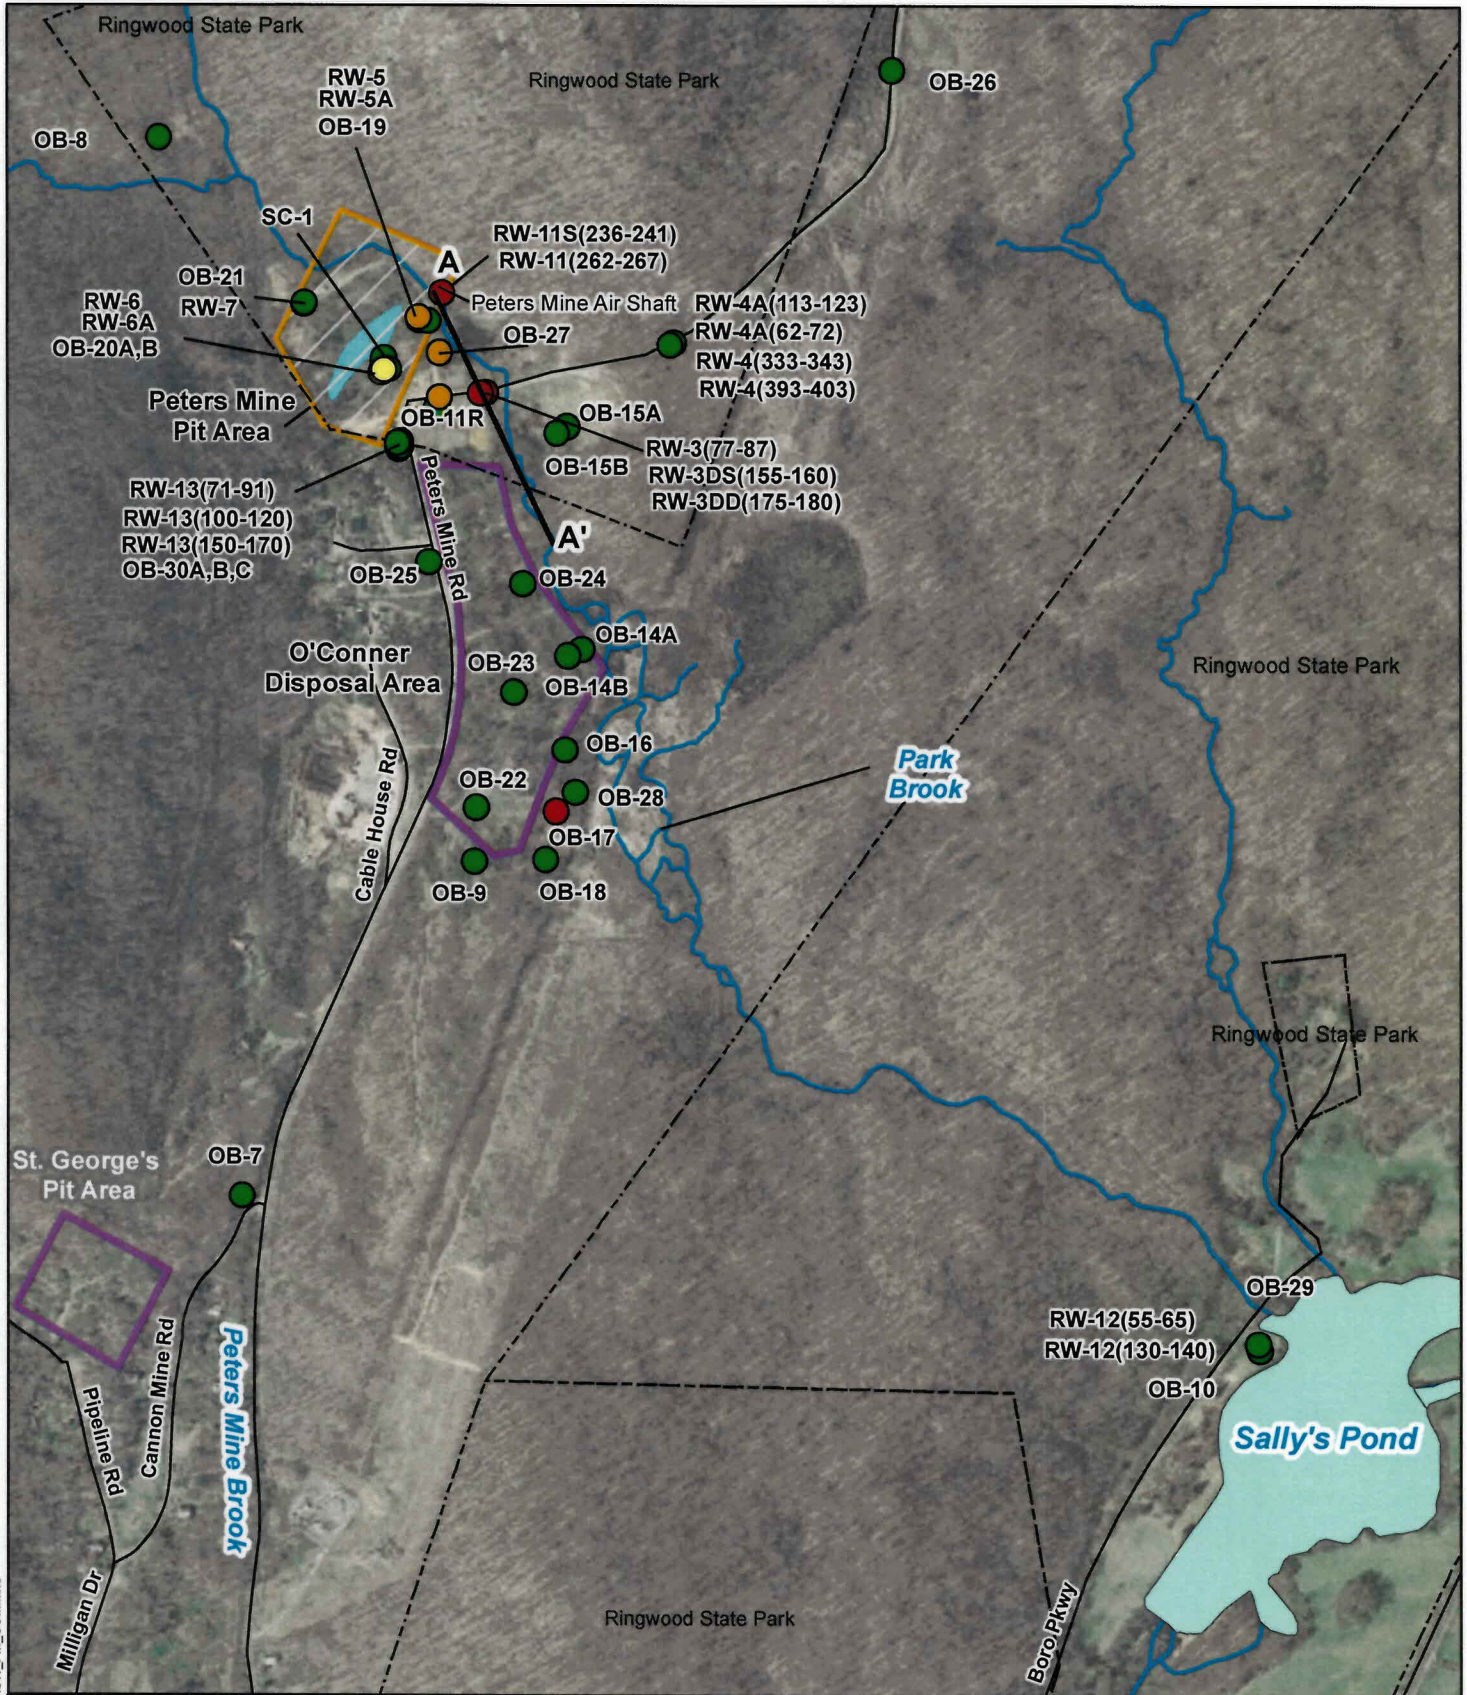 Ringwood State Park
Ringwood State Park
OB-26
RW-5
RW-5A
OB-19
OB-8
SC-1
RW-11S(236-241)
RW-11(262-267)
A
Peters Mine Air Shaft
OB-21
RW-7
RW-6
RW-6A
OB-20A,B
RW-4A(113-123)
RW-4A(62-72)
RW-4(333-343)
RW-4(393-403)
OB-27
Peters Mine
Pit Area
OB-11R
OB-15A
OB-15B
RW-3(77-87)
RW-3DS(155-160)
RW-3DD(175-180)
RW-13(71-91)
RW-13(100-120)
RW-13(150-170)
OB-30A,B,C
Peters Mine Rd
A'
OB-25
OB-24
OB-14A
OB-14B
OB-23
O'Conner
Disposal Area
Ringwood State Park
OB-16
Park
Brook
OB-22
OB-28
OB-17
Cable House Rd
OB-9
OB-18
Ringwood State Park
OB-7
St. George's
Pit Area
OB-29
RW-12(55-65)
RW-12(130-140)
OB-10
Sally's Pond
Pipeline Rd
Cannon Mine Rd
Peters Mine Brook
Milligan Dr
Ringwood State Park
Boro Pkwy